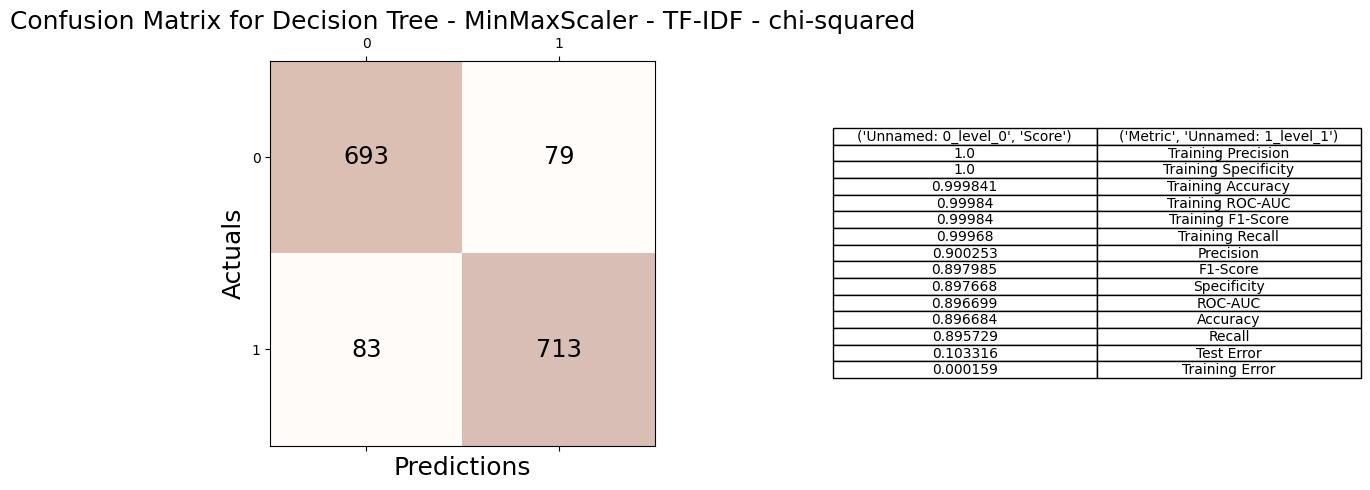 Confusion Matrix for Decision Tree - MinMaxScaler - TF-IDF - chi-squared
0 1
0 693 79
1 83 713
Actuals
Predictions
('Unnamed: 0_level_0', 'Score') ('Metric', 'Unnamed: 1_level_1')
1.0 Training Precision
1.0 Training Specificity
0.999841 Training Accuracy
0.99984 Training ROC-AUC
0.99984 Training F1-Score
0.99968 Training Recall
0.900253 Precision
0.897985 F1-Score
0.897668 Specificity
0.896699 ROC-AUC
0.896684 Accuracy
0.895729 Recall
0.103316 Test Error
0.000159 Training Error